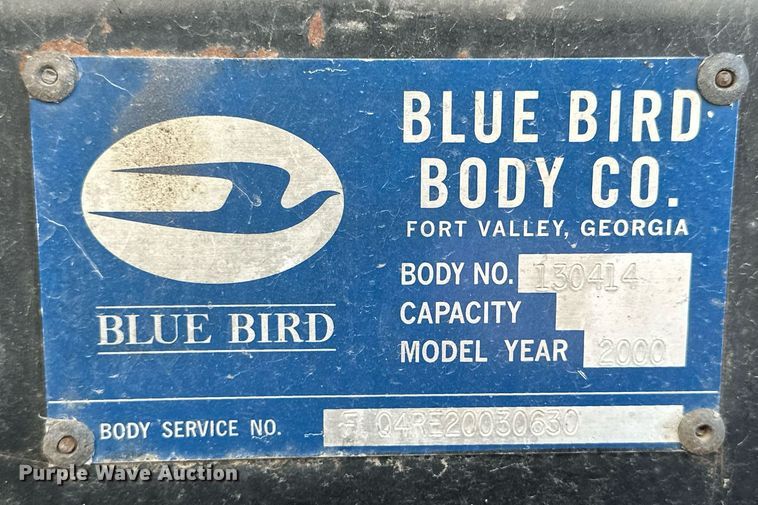 BLUE BIRD
BLUE BIRD
BODY CO.
FORT VALLEY, GEORGIA
BODY NO. 130414
CAPACITY
MODEL YEAR 2000
BODY SERVICE NO. Q4RE20030630
Purple Wave Auction